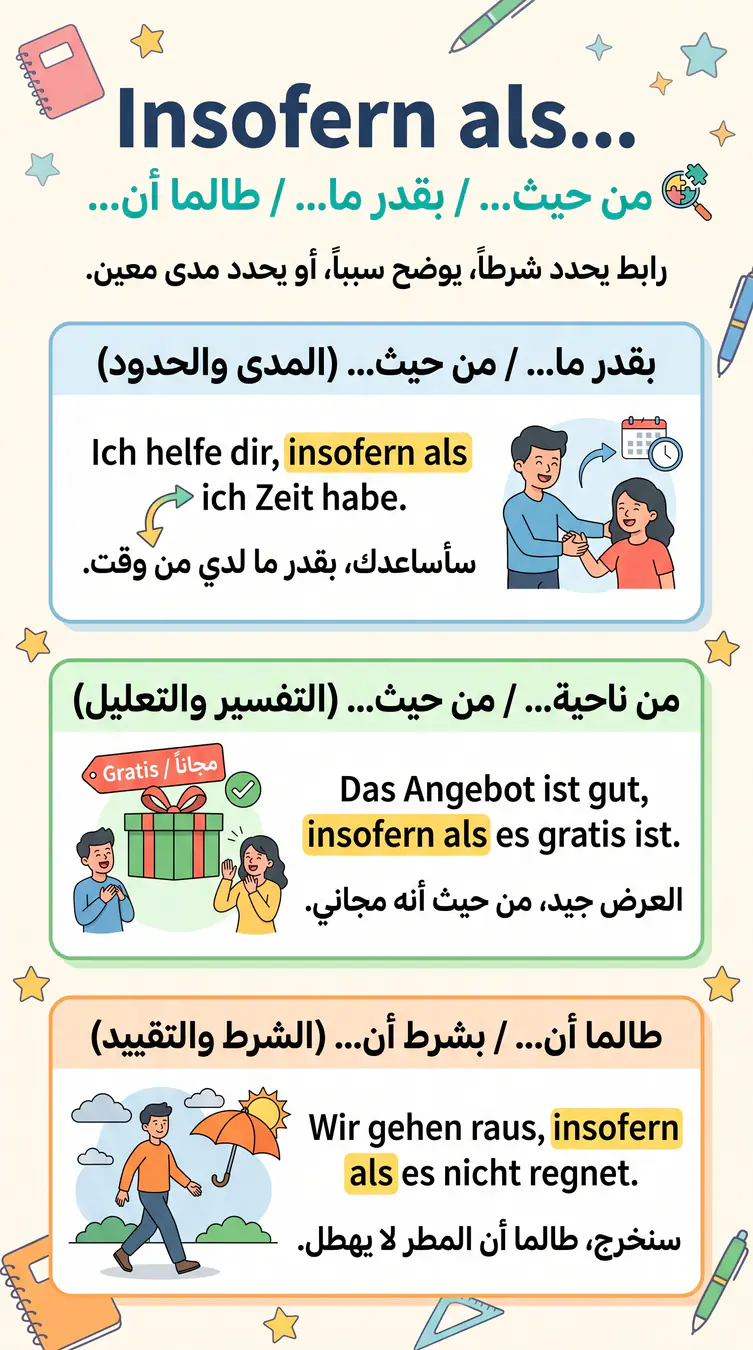 Insofern als...
من حيث... / بقدر ما... / طالما أن...
رابط يحدد شرطاً، يوضح سبباً، أو يحدد مدى معين.
بقدر ما... / من حيث... (المدى والحدود)
Ich helfe dir, insofern als
ich Zeit habe.
سأساعدك، بقدر ما لدي من وقت.
من ناحية... / من حيث... (التفسير والتعليل)
Gratis / مجاناً
Das Angebot ist gut,
insofern als es gratis ist.
العرض جيد، من حيث أنه مجاني.
طالما أن... / بشرط أن... (الشرط والتقييد)
Wir gehen raus, insofern
als es nicht regnet.
سنخرج، طالما أن المطر لا يهطل.